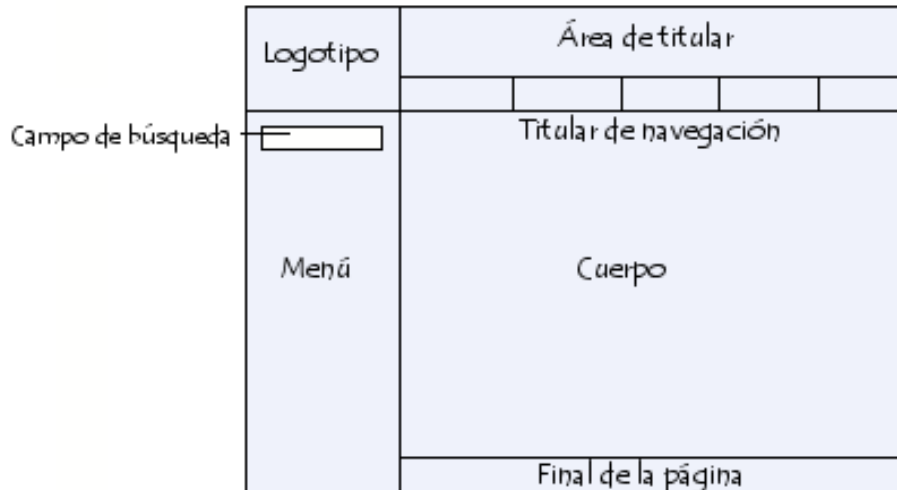 Logotipo
Área de titular
Campo de búsqueda
Titular de navegación
Menú
Cuerpo
Final de la página